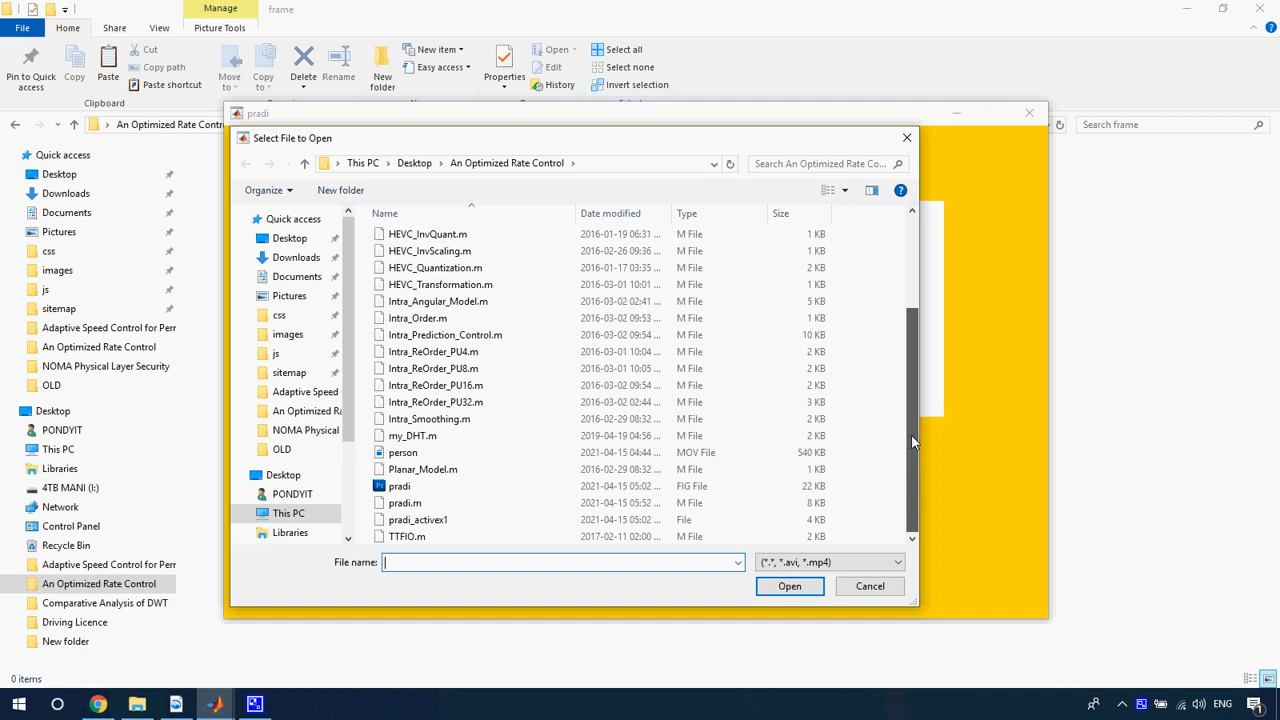 Manage
frame
File
Home
Share
View
Picture Tools
Pin to Quick access
Copy
Paste
Cut
Copy path
Paste shortcut
Clipboard
Move to
Copy to
Delete
Rename
New folder
New item
Easy access
Properties
Open
Edit
History
Select all
Select none
Invert selection
An Optimized Rate Contr
Search frame
pradi
Select File to Open
This PC
Desktop
An Optimized Rate Control
Search An Optimized Rate Co...
Organize
New folder
Quick access
Desktop
Downloads
Documents
Pictures
css
images
js
sitemap
Adaptive Speed Control for Perr
An Optimized Rate Control
NOMA Physical Layer Security
OLD
Desktop
PONDYIT
This PC
Libraries
4TB MANI (I:)
Network
Control Panel
Recycle Bin
Adaptive Speed Control for Perr
An Optimized Rate Control
Comparative Analysis of DWT
Driving Licence
New folder
Quick access
Desktop
Downloads
Documents
Pictures
css
images
js
sitemap
Adaptive Speed
An Optimized Ra
NOMA Physical
OLD
Desktop
PONDYIT
This PC
Libraries
Name Date modified Type Size
HEVC_InvQuant.m 2016-01-19 06:31 ... M File 1 KB
HEVC_InvScaling.m 2016-02-26 09:36 ... M File 1 KB
HEVC_Quantization.m 2016-01-17 03:35 ... M File 2 KB
HEVC_Transformation.m 2016-03-01 10:01 ... M File 1 KB
Intra_Angular_Model.m 2016-03-02 02:41 ... M File 5 KB
Intra_Order.m 2016-03-02 09:53 ... M File 1 KB
Intra_Prediction_Control.m 2016-03-02 09:54 ... M File 10 KB
Intra_ReOrder_PU4.m 2016-03-01 10:04 ... M File 2 KB
Intra_ReOrder_PU8.m 2016-03-01 10:05 ... M File 2 KB
Intra_ReOrder_PU16.m 2016-03-02 09:54 ... M File 2 KB
Intra_ReOrder_PU32.m 2016-03-02 02:44 ... M File 3 KB
Intra_Smoothing.m 2016-02-29 08:32 ... M File 2 KB
my_DHT.m 2019-04-19 04:56 ... M File 2 KB
person 2021-04-15 04:44 ... MOV File 540 KB
Planar_Model.m 2016-02-29 08:32 ... M File 1 KB
pradi 2021-04-15 05:02 ... FIG File 22 KB
pradi.m 2021-04-15 05:52 ... M File 8 KB
pradi_activex1 2021-04-15 05:02 ... File 4 KB
TTFIO.m 2017-02-11 02:00 ... M File 2 KB
File name:
(*.*, *.avi, *.mp4)
Open
Cancel
0 items
ENG
1